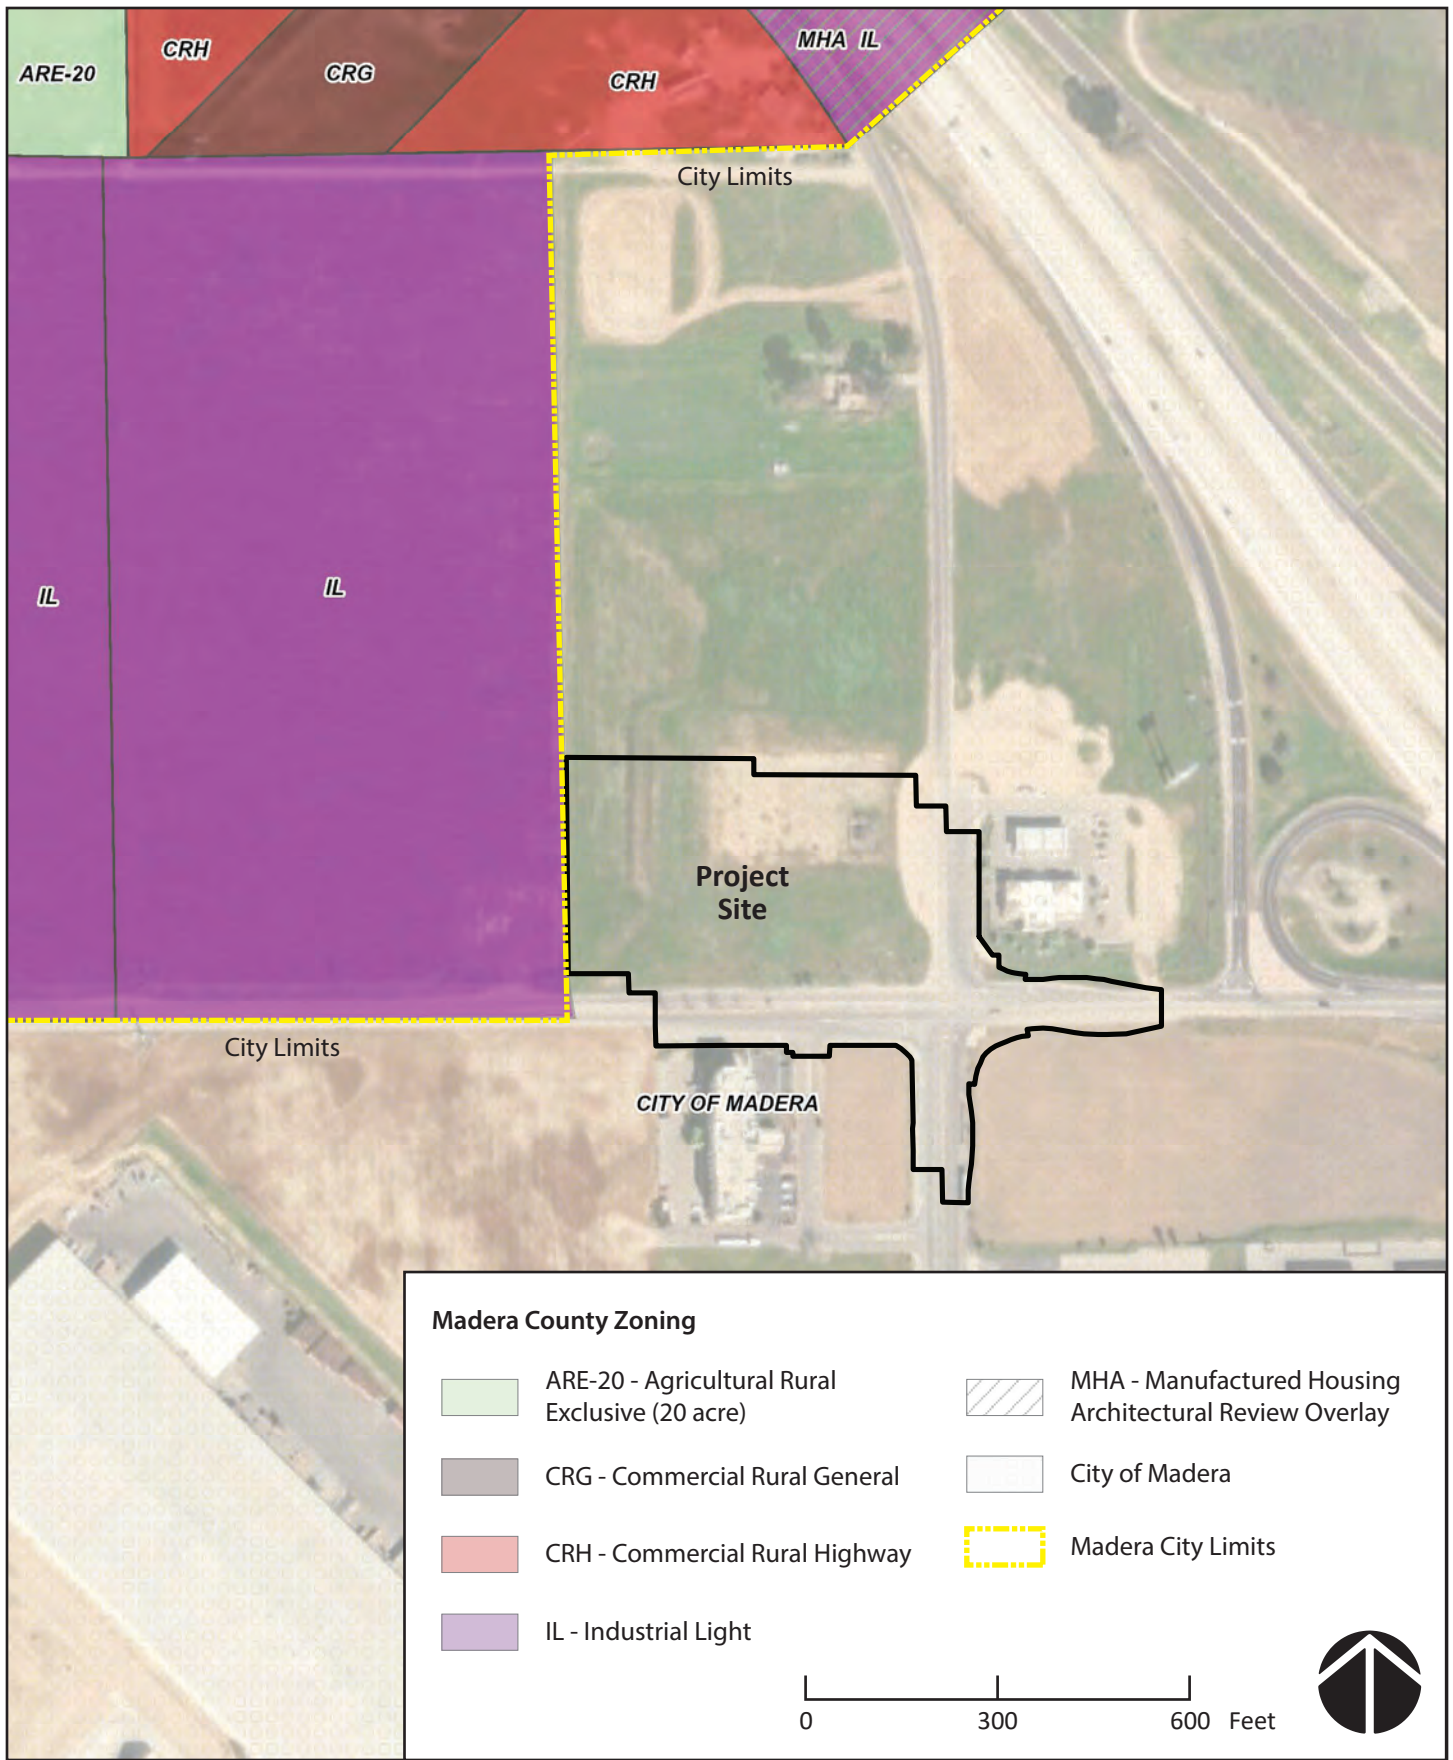 ARE-20
CRH
CRG
CRH
MHA IL
City Limits
IL
IL
Project
Site
City Limits
CITY OF MADERA
Madera County Zoning
ARE-20 - Agricultural Rural
Exclusive (20 acre)
CRG - Commercial Rural General
CRH - Commercial Rural Highway
IL - Industrial Light
MHA - Manufactured Housing
Architectural Review Overlay
City of Madera
Madera City Limits
0 300 600 Feet